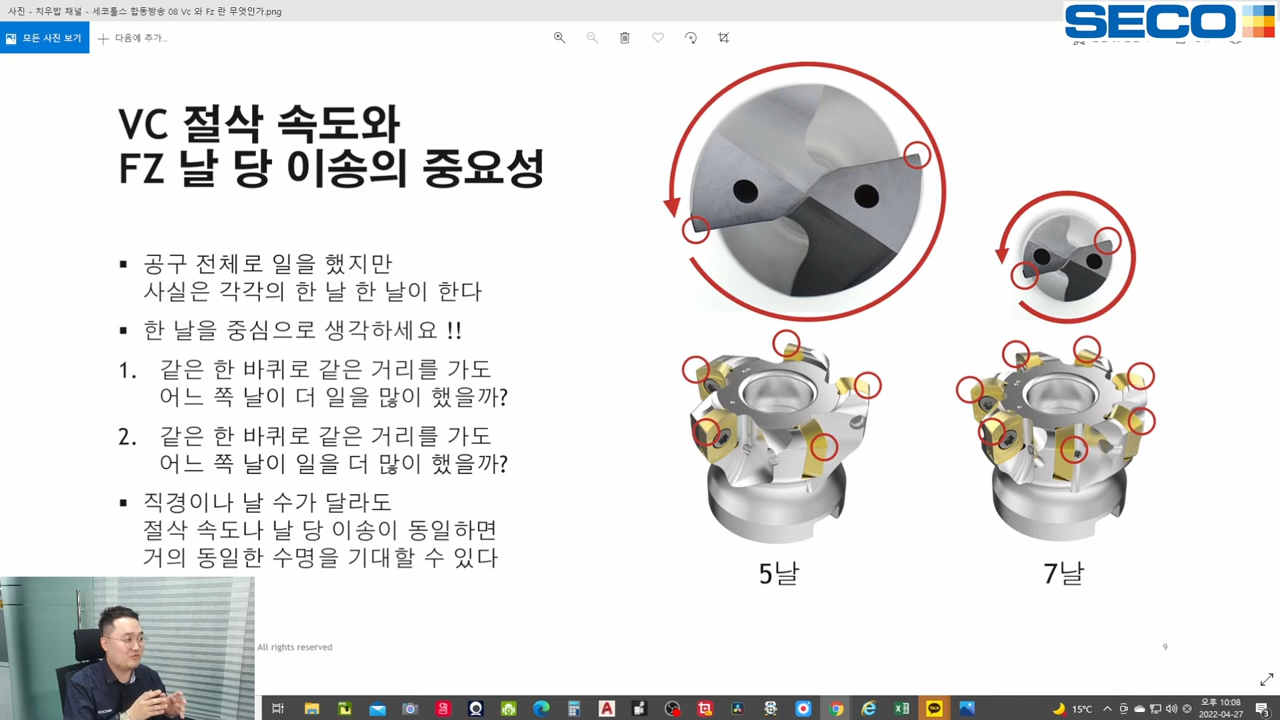 사진 - 치우밥 채널 - 세코툴스 합동방송 08 Vc 와 Fz 란 무엇인가.png
SECO
모든 사진 보기
다음에 추가...
VC 절삭 속도와
FZ 날 당 이송의 중요성
▪ 공구 전체로 일을 했지만
사실은 각각의 한 날 한 날이 한다
▪ 한 날을 중심으로 생각하세요 !!
1. 같은 한 바퀴로 같은 거리를 가도
어느 쪽 날이 더 일을 많이 했을까?
2. 같은 한 바퀴로 같은 거리를 가도
어느 쪽 날이 일을 더 많이 했을까?
▪ 직경이나 날 수가 달라도
절삭 속도나 날 당 이송이 동일하면
거의 동일한 수명을 기대할 수 있다
5날
7날
All rights reserved
9
15°C
오후 10:08
2022-04-27